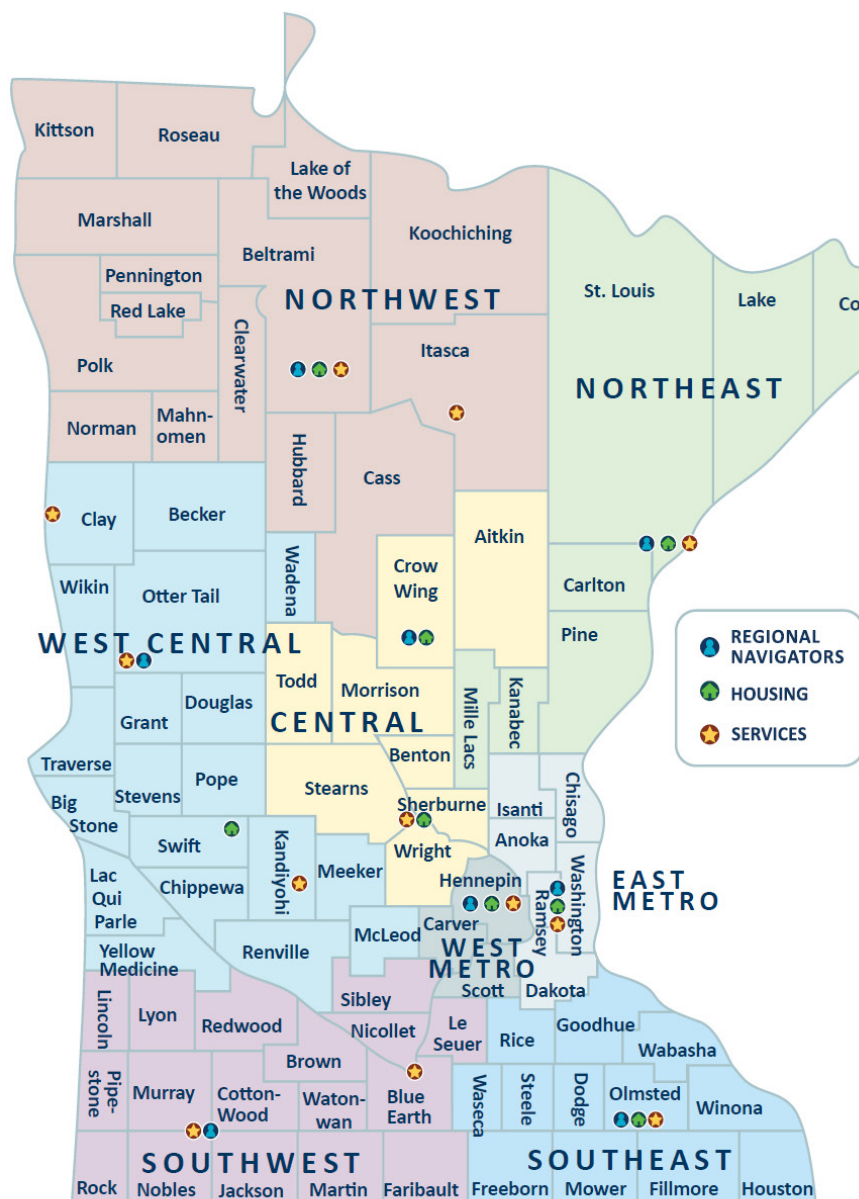 Kittson
Roseau
Lake of
the Woods
Marshall
Beltrami
Koochiching
Pennington
Red Lake
NORTHWEST
St. Louis
Lake
Co
Clearwater
Itasca
Polk
NORTHEAST
Norman
Mahn-
omen
Hubbard
Cass
Clay
Becker
Aitkin
Wadena
Crow
Wing
Wikin
Otter Tail
Carlton
Pine
WEST CENTRAL
REGIONAL
NAVIGATORS
HOUSING
SERVICES
Todd
Morrison
Mille Lacs
Kanabec
Grant
Douglas
CENTRAL
Traverse
Benton
Stevens
Pope
Stearns
Big
Stone
Sherburne
Isanti
Chisago
Swift
Kandiyohi
Meeker
Wright
Anoka
Lac
Qui
Parle
Chippewa
Hennepin
Ramsey
Washington
EAST
METRO
Yellow
Medicine
Renville
McLeod
Carver
WEST
METRO
Scott
Dakota
Lincoln
Lyon
Redwood
Sibley
Nicollet
Le
Seuer
Rice
Goodhue
Wabasha
Pipe-
stone
Murray
Cotton-
Wood
Brown
Waton-
wan
Blue
Earth
Waseca
Steele
Dodge
Olmsted
Winona
SOUTHWEST
SOUTHEAST
Rock
Nobles
Jackson
Martin
Faribault
Freeborn
Mower
Fillmore
Houston